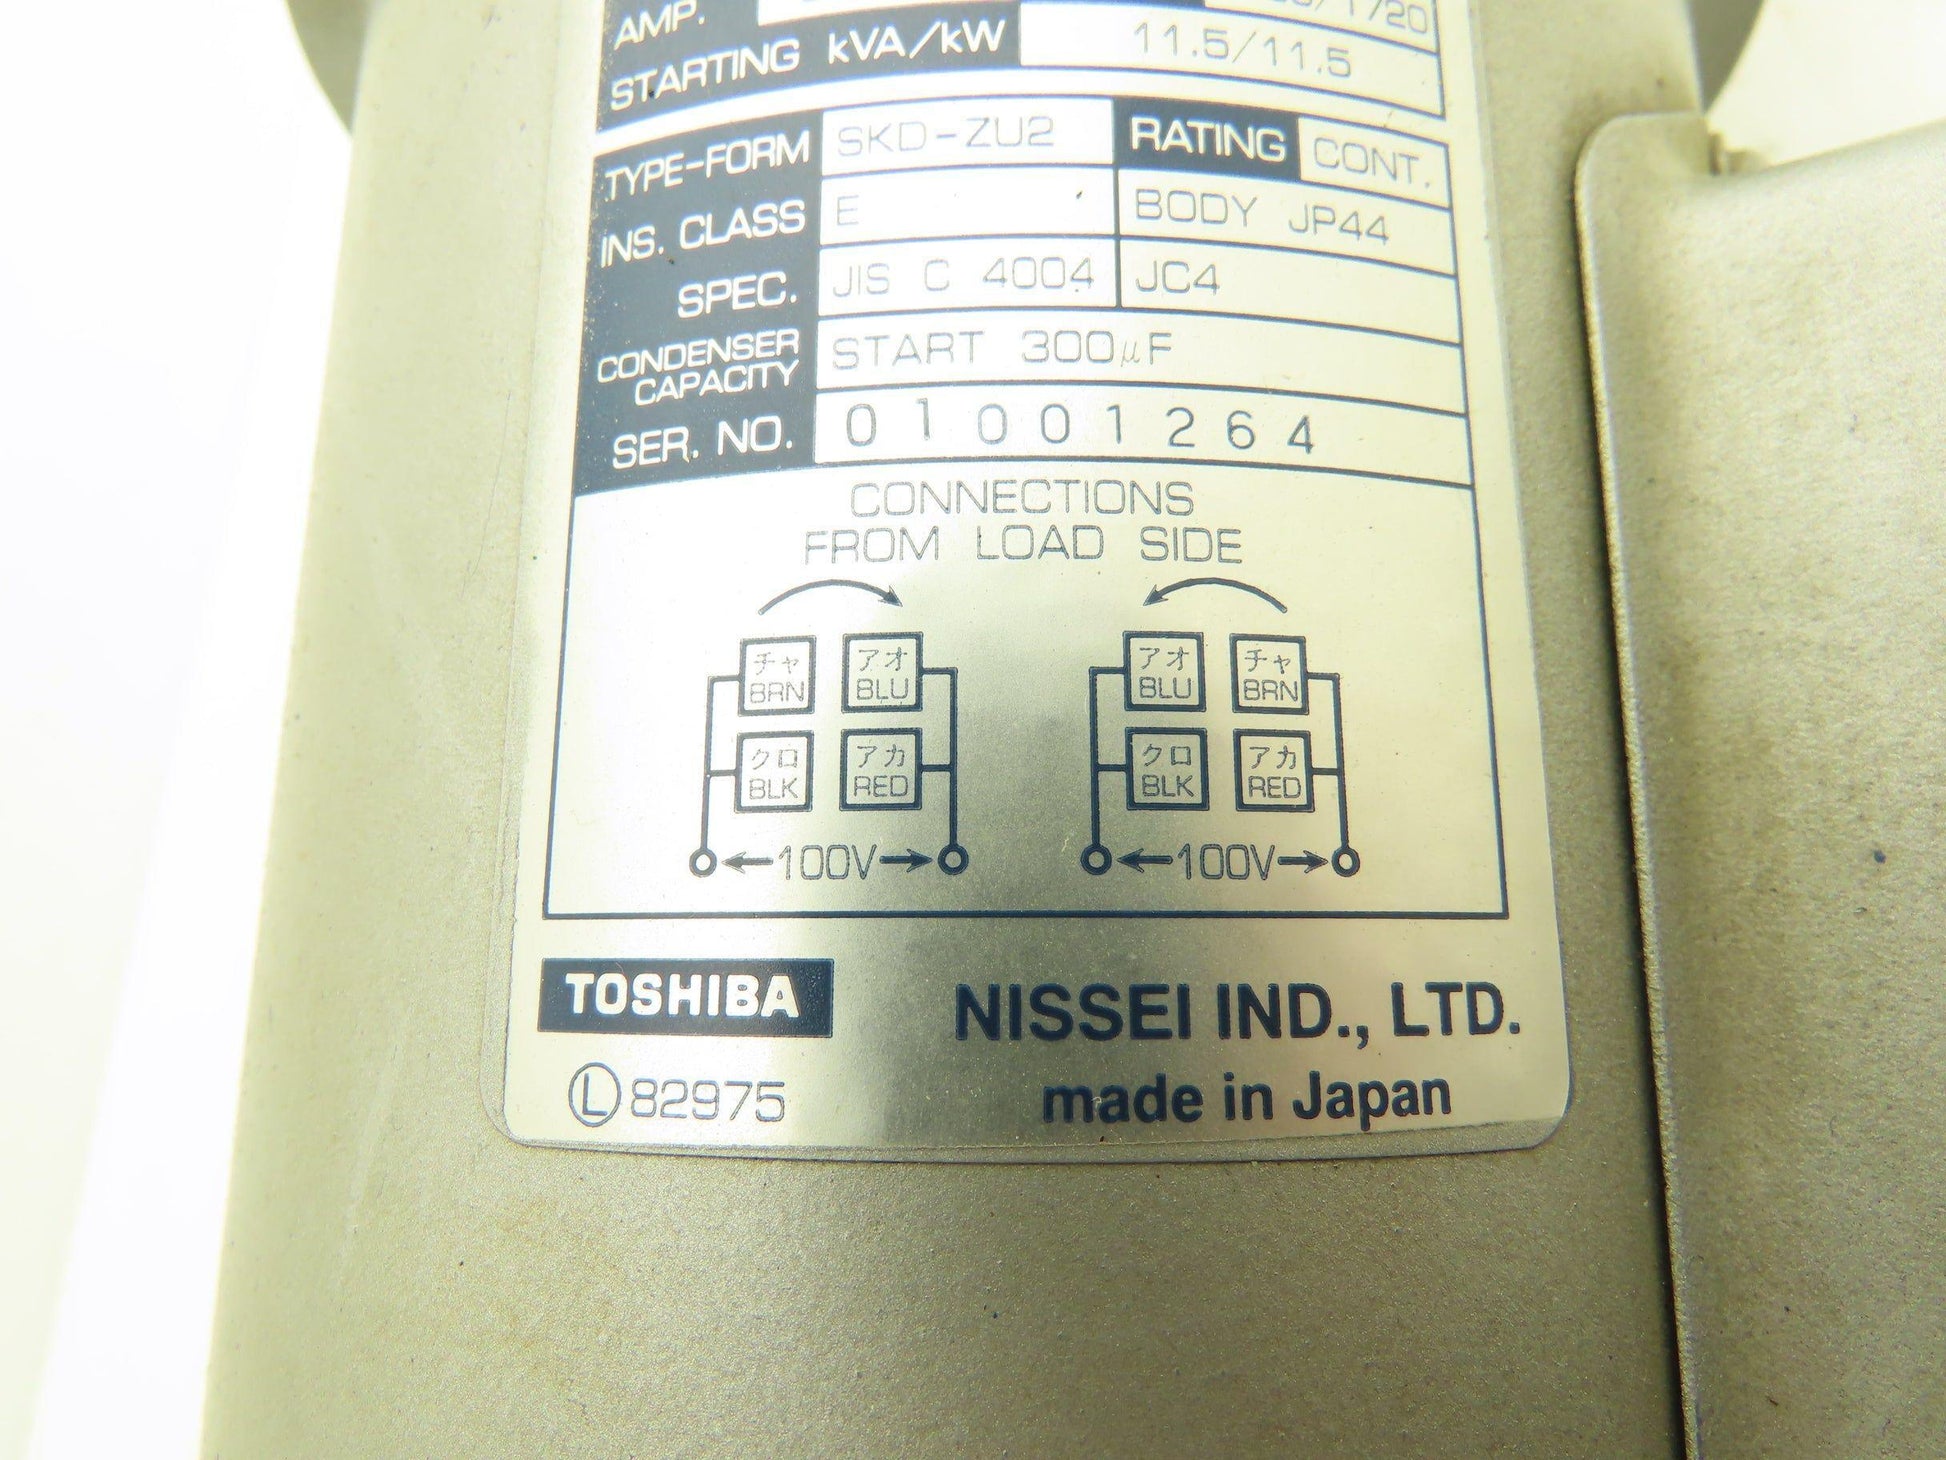 AMP.
STARTING kVA/kW 11.5/11.5
TYPE-FORM SKD-ZU2 RATING CONT.
INS. CLASS E BODY JP44
SPEC. JIS C 4004 JC4
CONDENSER CAPACITY START 300μF
SER. NO. 01001264
CONNECTIONS
FROM LOAD SIDE
チャ アオ アオ チャ
BRN BLU BLU BRN
クロ アカ クロ アカ
BLK RED BLK RED
100V 100V
TOSHIBA NISSEI IND., LTD.
Ⓛ82975 made in Japan